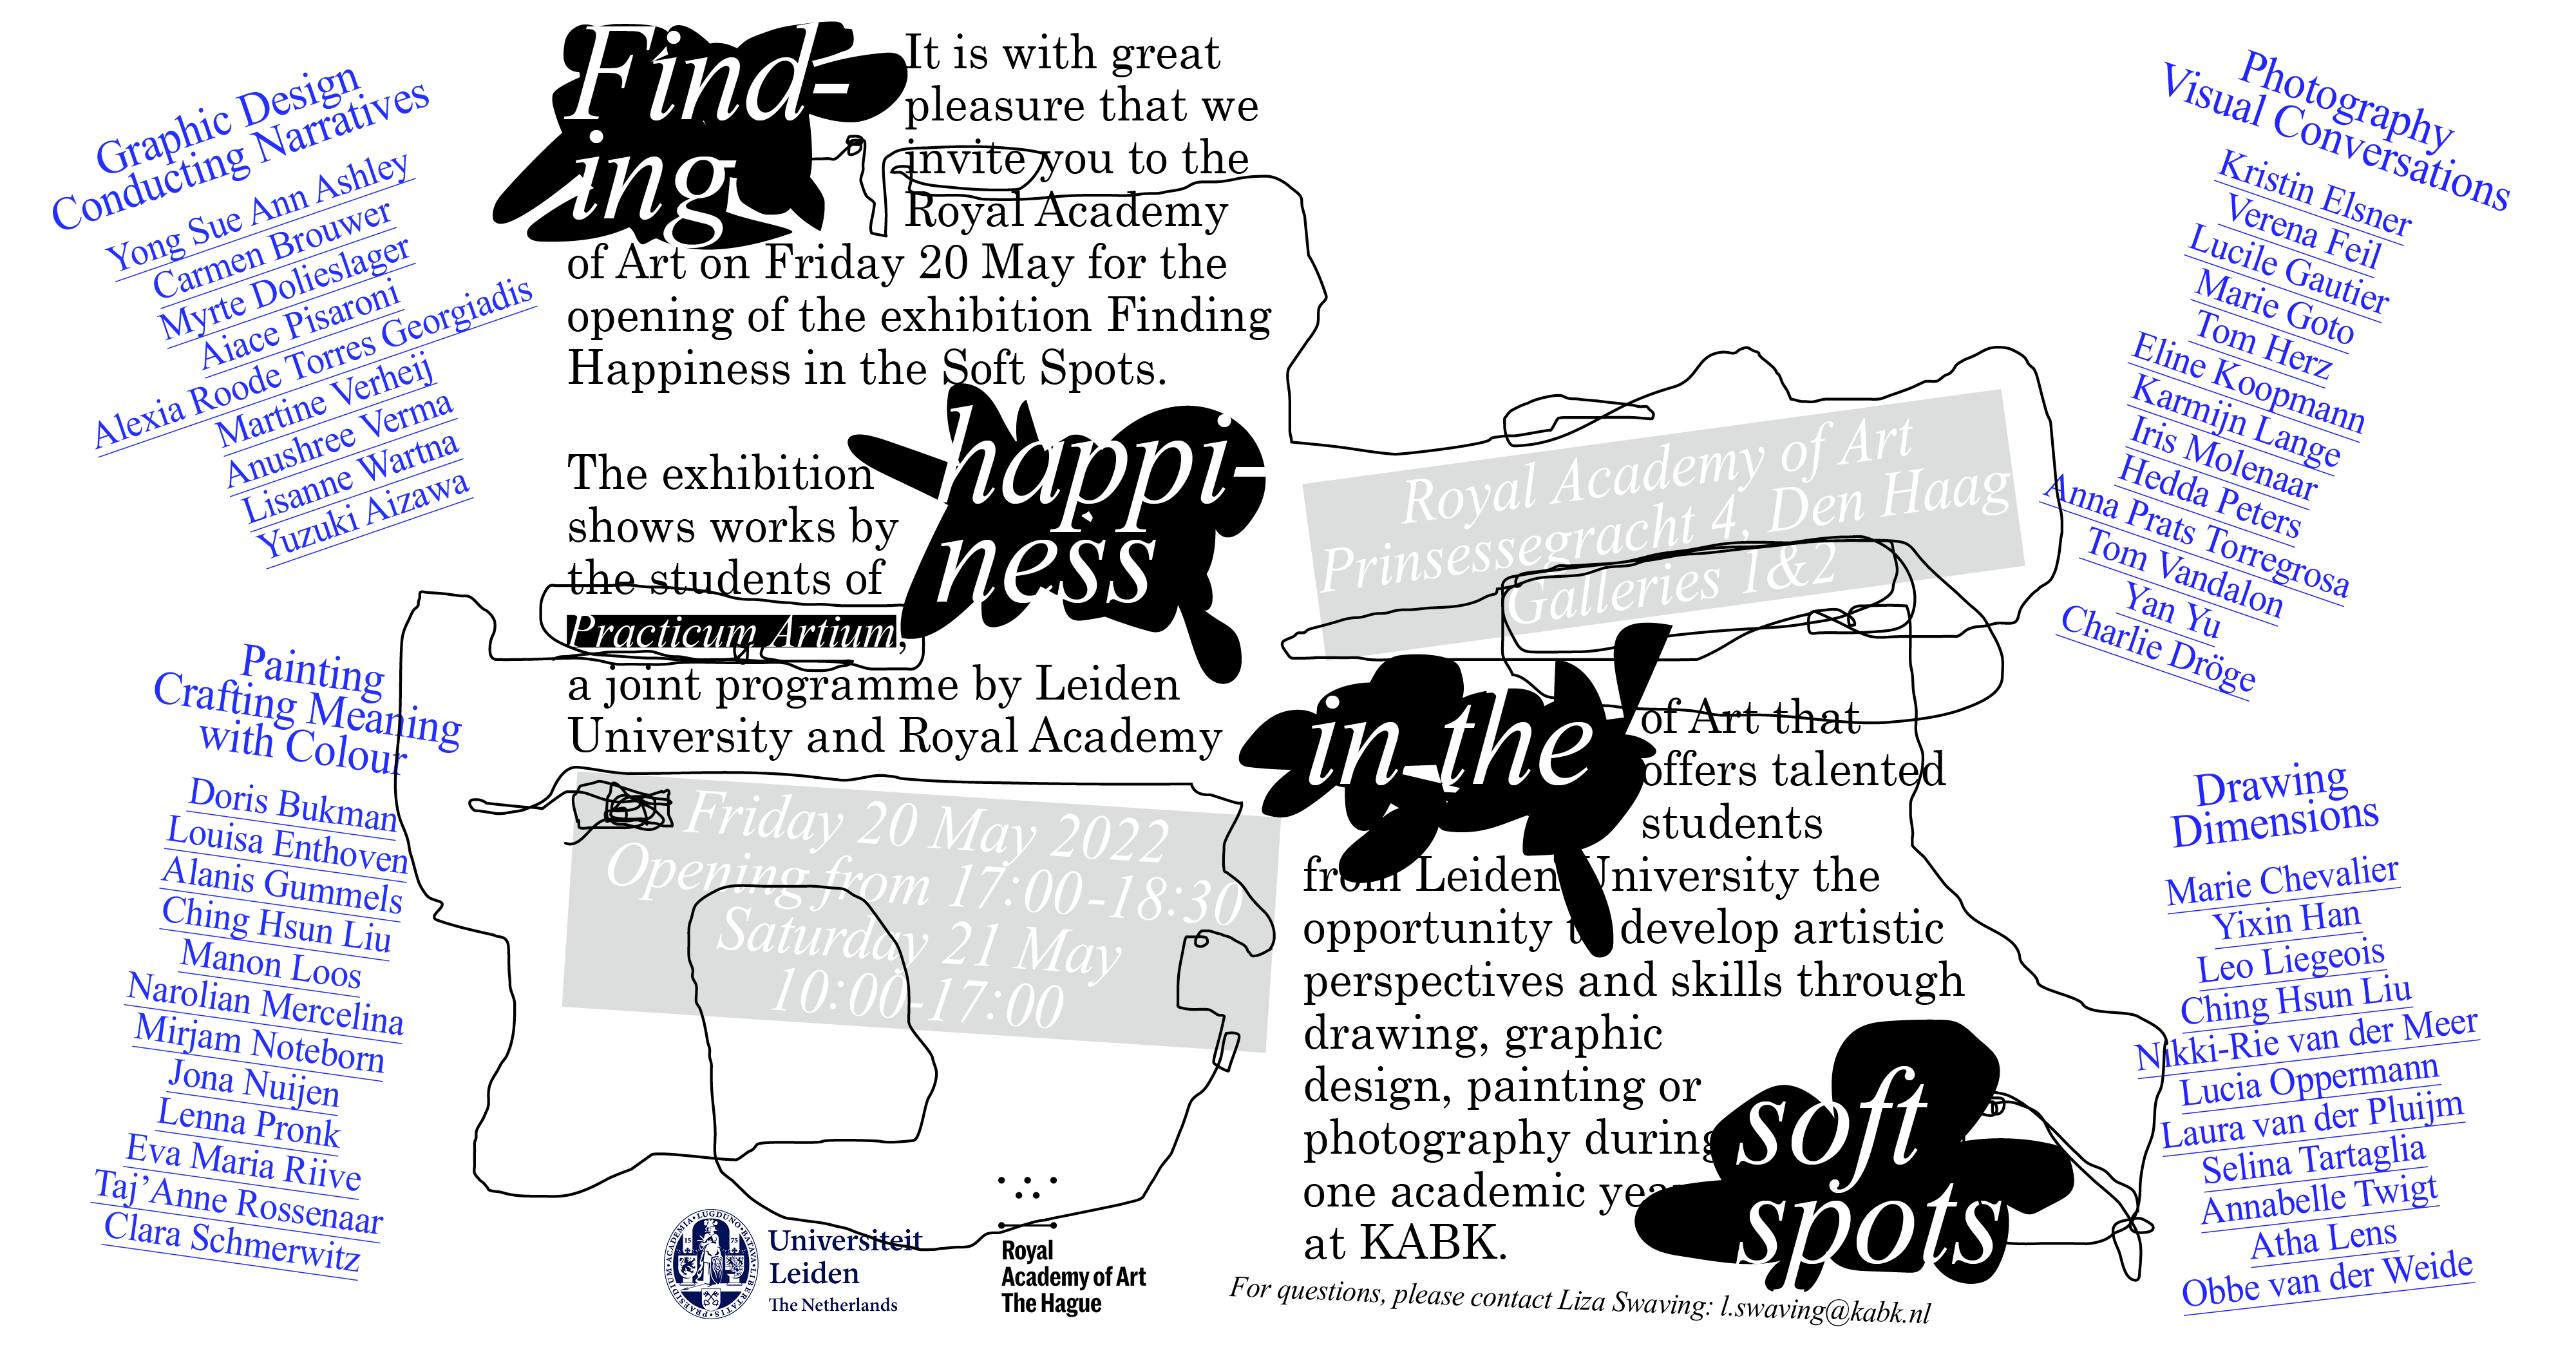 Graphic Design
Conducting Narratives
Yong Sue Ann Ashley
Carmen Brouwer
Myrte Dolieslager
Aiace Pisaroni
Alexia Roode Torres Georgiadis
Martine Verheij
Anushree Verma
Lisanne Wartna
Yuzuki Aizawa
Painting
Crafting Meaning
with Colour
Doris Bukman
Louisa Enthoven
Alanis Gummels
Ching Hsun Liu
Manon Loos
Narolian Mercelina
Mirjam Noteborn
Jona Nuijen
Lenna Pronk
Eva Maria Riive
Taj’Anne Rossenaar
Clara Schmerwitz
Find-
ing
It is with great
pleasure that we
invite you to the
Royal Academy
of Art on Friday 20 May for the
opening of the exhibition Finding
Happiness in the Soft Spots.
happi-
ness
The exhibition
shows works by
the students of
Practicum Artium,
a joint programme by Leiden
University and Royal Academy
Friday 20 May 2022
Opening from 17:00-18:30
Saturday 21 May
10:00-17:00
ACADEMIA LUGDUNO BATAVA LIBERTATIS PRAESIDIUM
15 75
Universiteit
Leiden
The Netherlands
Royal
Academy of Art
The Hague
Royal Academy of Art
Prinsessegracht 4, Den Haag
Galleries 1&2
in the
of Art that
offers talented
students
from Leiden University the
opportunity to develop artistic
perspectives and skills through
drawing, graphic
design, painting or
photography during
one academic year
at KABK.
soft
spots
For questions, please contact Liza Swaving: l.swaving@kabk.nl
Photography
Visual Conversations
Kristin Elsner
Verena Feil
Lucile Gautier
Marie Goto
Tom Herz
Eline Koopmann
Karmijn Lange
Iris Molenaar
Hedda Peters
Anna Prats Torregrosa
Tom Vandalon
Yan Yu
Charlie Dröge
Drawing
Dimensions
Marie Chevalier
Yixin Han
Leo Liegeois
Ching Hsun Liu
Nikki-Rie van der Meer
Lucia Oppermann
Laura van der Pluijm
Selina Tartaglia
Annabelle Twigt
Atha Lens
Obbe van der Weide